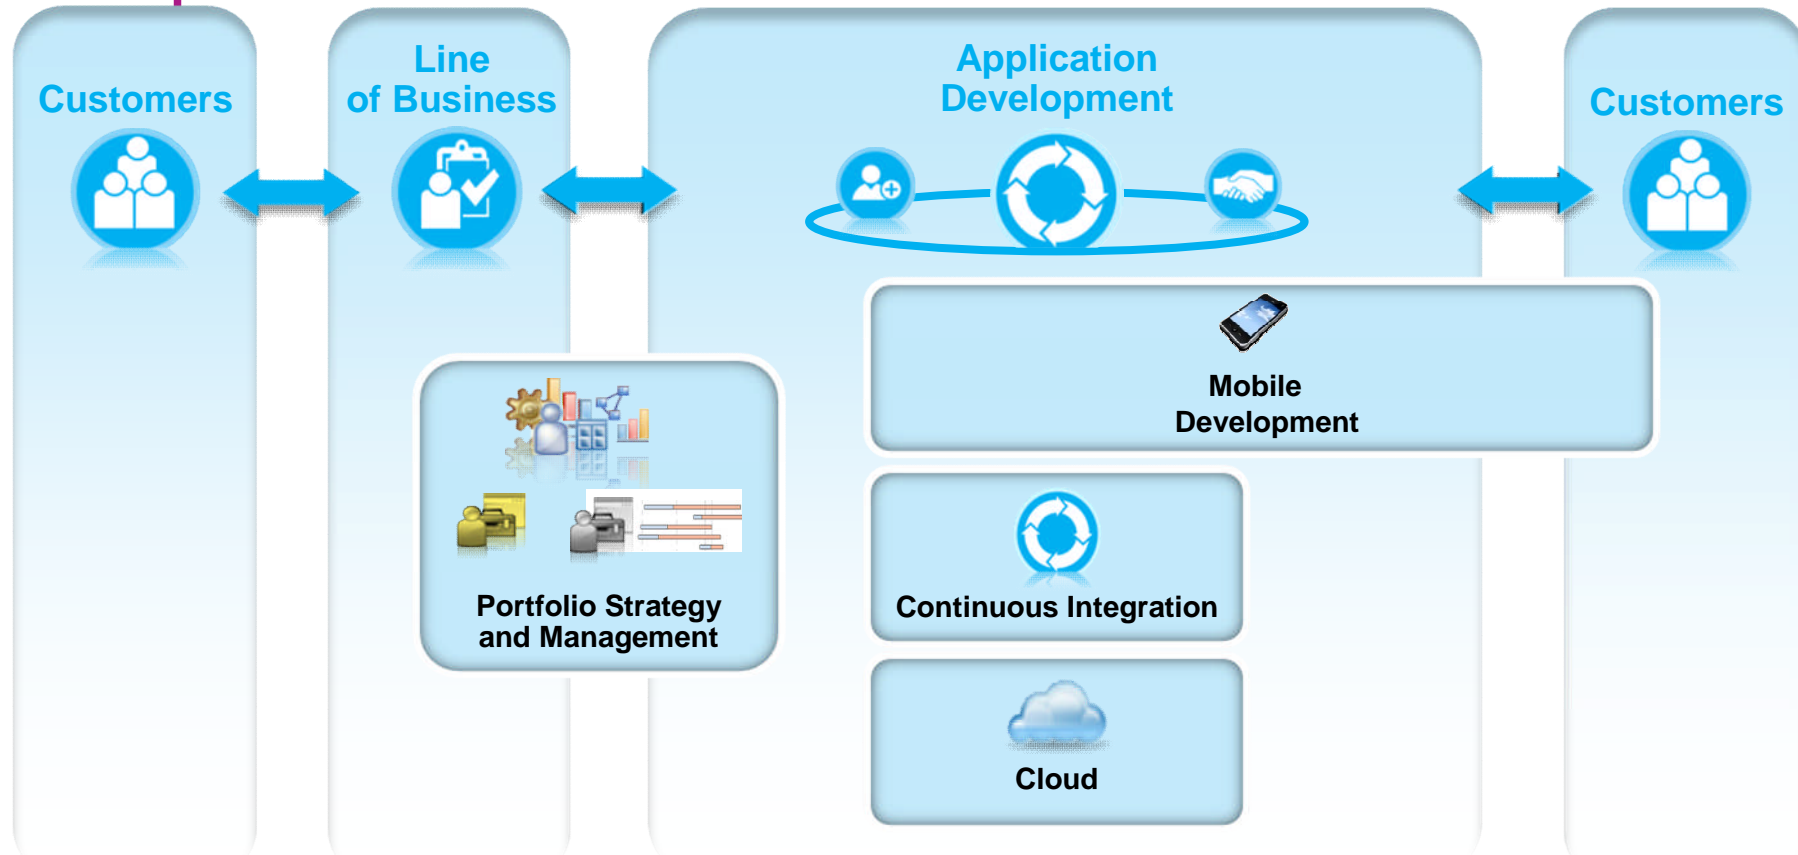 Customers
Line
of Business
Application
Development
Customers
Mobile
Development
Portfolio Strategy
and Management
Continuous Integration
Cloud